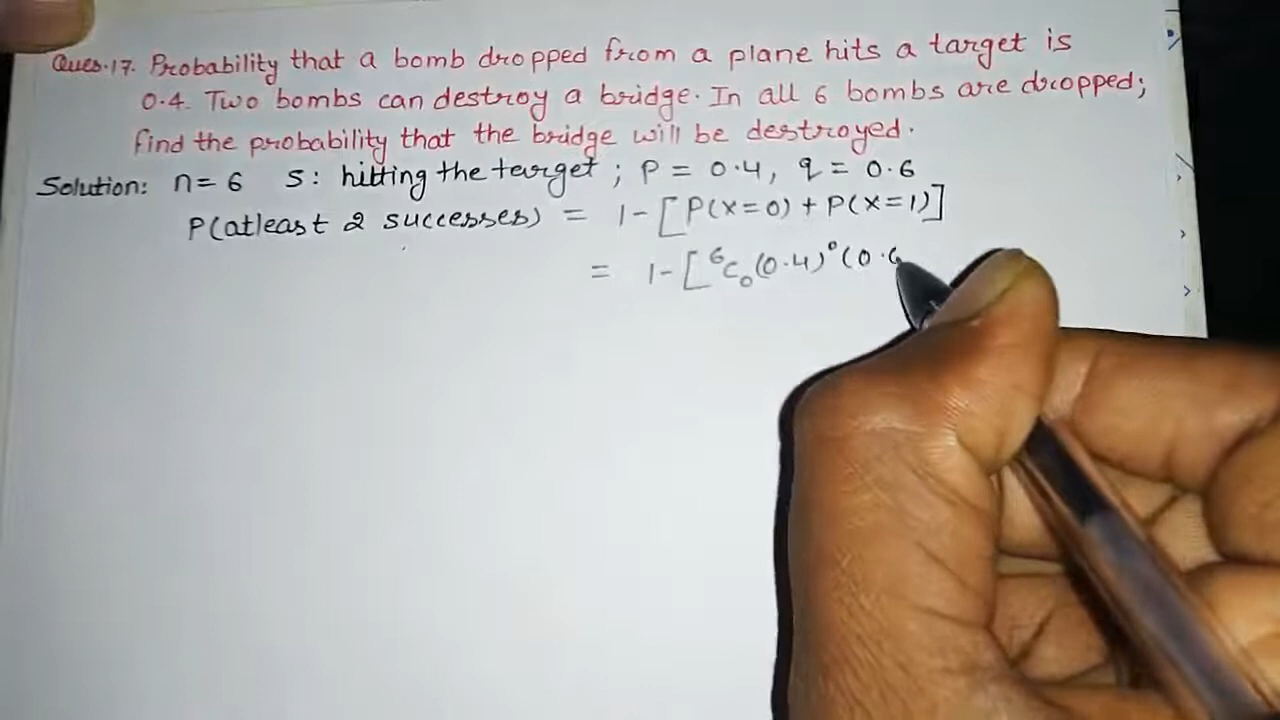 Ques.17. Probability that a bomb dropped from a plane hits a target is
0.4. Two bombs can destroy a bridge. In all 6 bombs are dropped;
find the probability that the bridge will be destroyed.
Solution: n=6 S: hitting the target ; p = 0.4, q = 0.6
P(atleast 2 successes) = 1-[P(X=0) + P(X=1)]
= 1-[⁶C₀(0.4)⁰(0.6